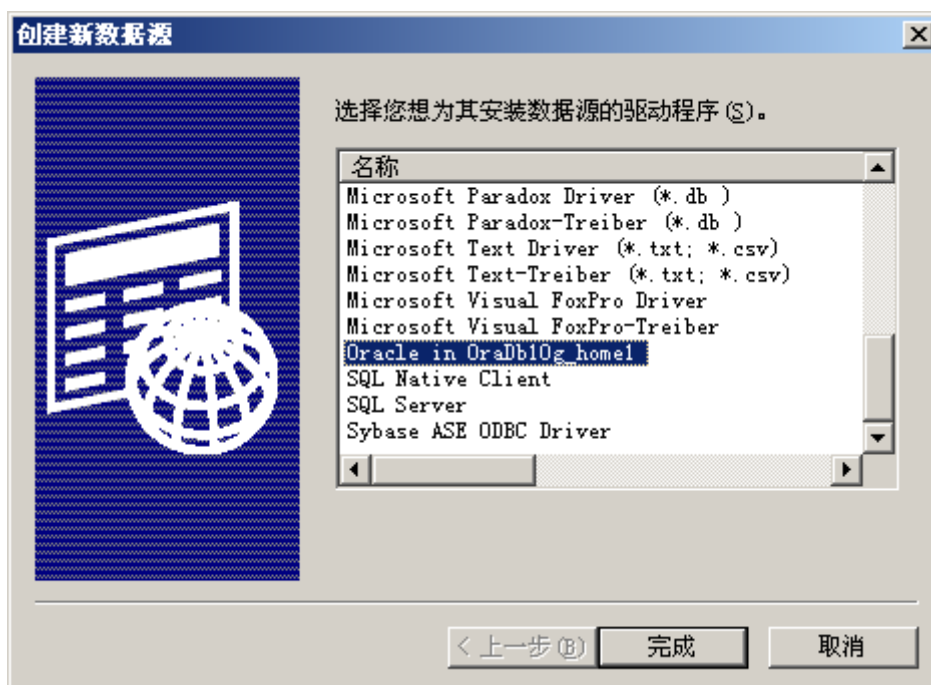 创建新数据源
选择您想为其安装数据源的驱动程序(S)。
名称
Microsoft Paradox Driver (*.db )
Microsoft Paradox-Treiber (*.db )
Microsoft Text Driver (*.txt; *.csv)
Microsoft Text-Treiber (*.txt; *.csv)
Microsoft Visual FoxPro Driver
Microsoft Visual FoxPro-Treiber
Oracle in OraDb10g_home1
SQL Native Client
SQL Server
Sybase ASE ODBC Driver
< 上一步(B) 完成 取消